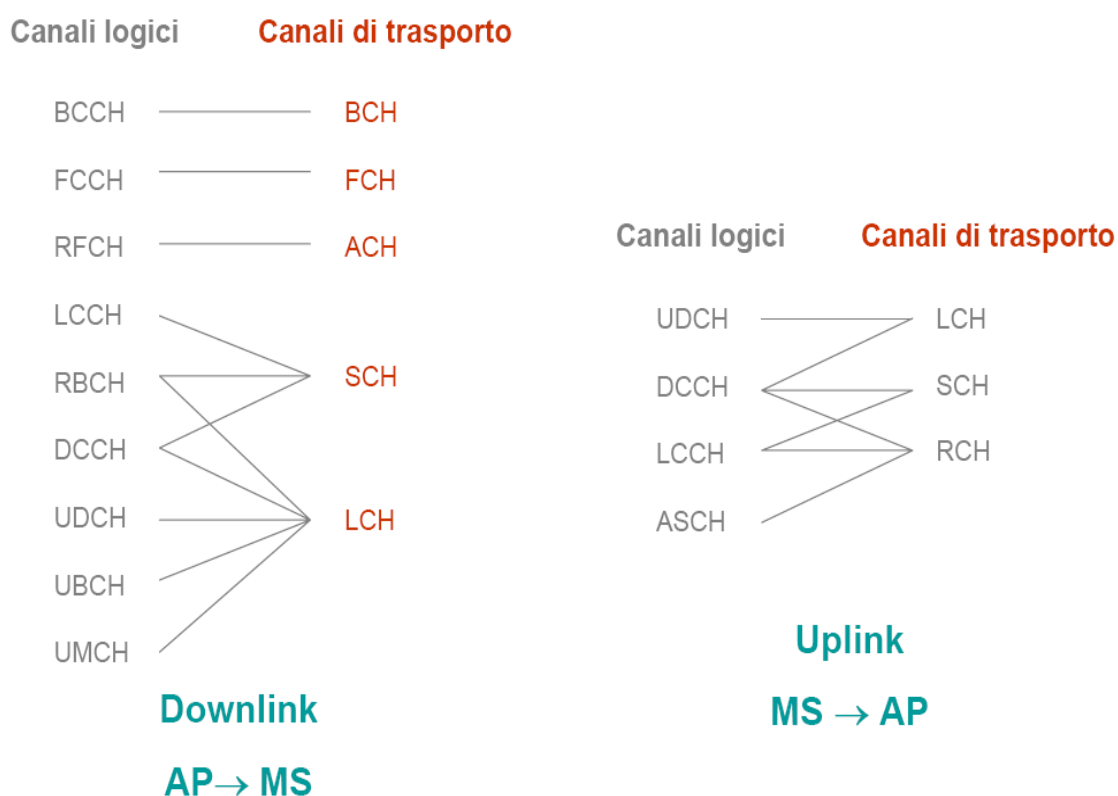 Canali logici Canali di trasporto
BCCH BCH
FCCH FCH
RFCH ACH
LCCH
RBCH SCH
DCCH
UDCH LCH
UBCH
UMCH
Downlink
AP→ MS
Canali logici Canali di trasporto
UDCH LCH
DCCH SCH
LCCH RCH
ASCH
Uplink
MS → AP